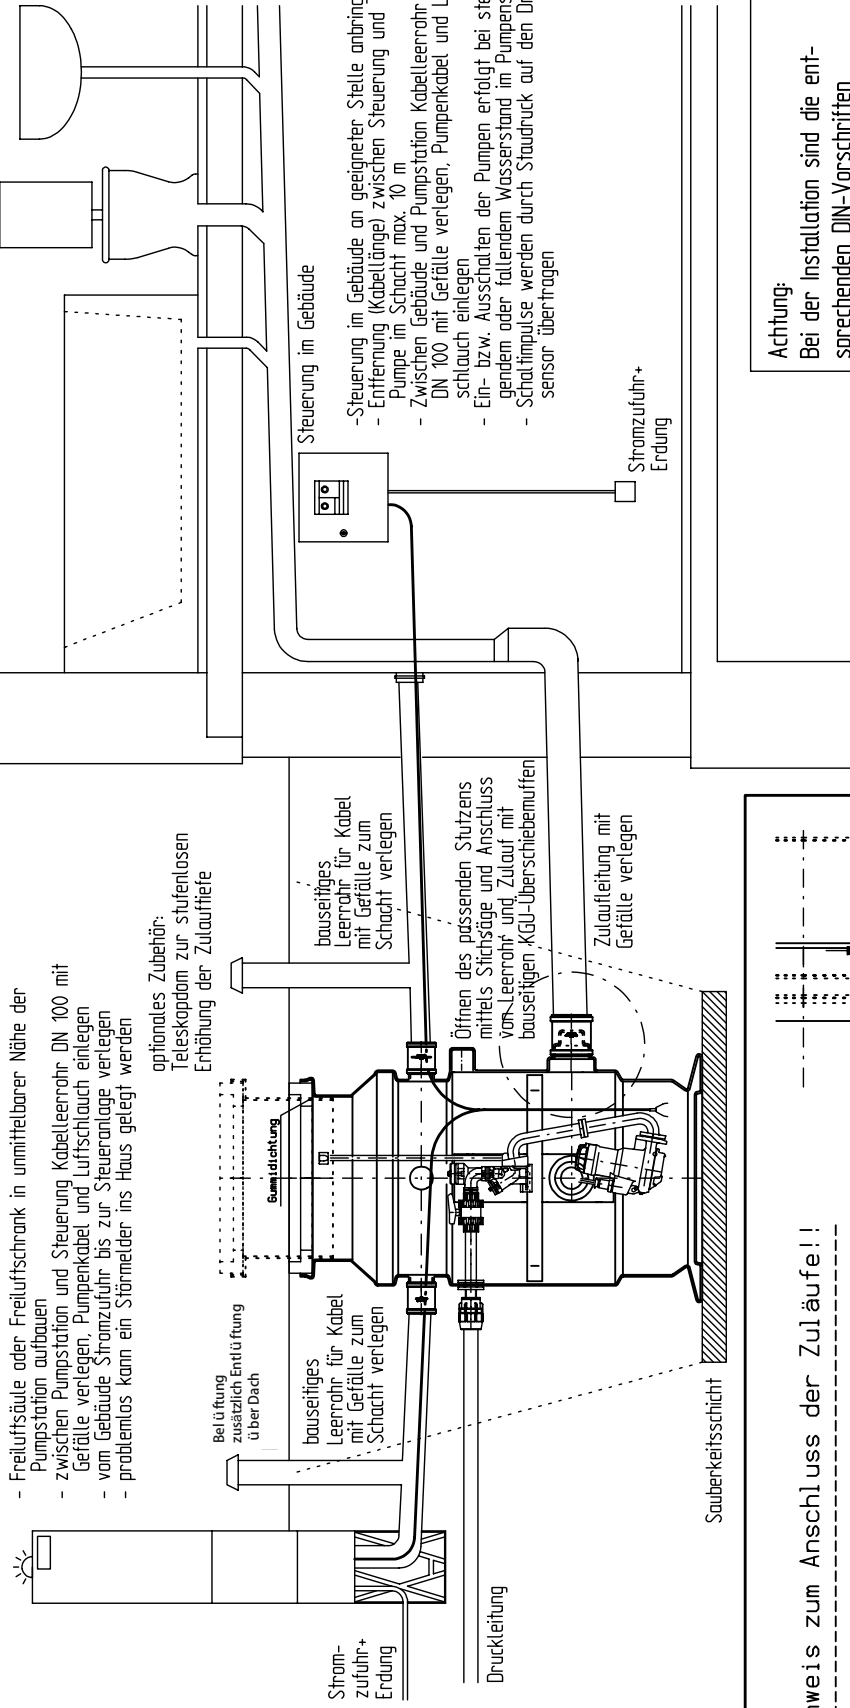 - Freiluftsäule oder Freiluftschrank in unmittelbarer Nähe der
Pumpstation aufbauen
- zwischen Pumpstation und Steuerung Kabelleerrohr DN 100 mit
Gefälle verlegen, Pumpenkabel und Luftschlauch einlegen
- vom Gebäude Stromzufuhr bis zur Steueranlage verlegen
- problemlos kann ein Störmelder ins Haus gelegt werden
optionales Zubehör:
Teleskopdom zur stufenlosen
Erhöhung der Zulauftiefe
Belüftung
zusätzlich Entlüftung
über Dach
Gummidichtung
bauseitiges
Leerrohr für Kabel
mit Gefälle zum
Schacht verlegen
bauseitiges
Leerrohr für Kabel
mit Gefälle zum
Schacht verlegen
Strom-
zufuhr+
Erdung
Druckleitung
Öffnen des passenden Stutzens
mittels Stichsäge und Anschluss
von Leerrohr und Zulauf mit
bauseitigen KGU-Überschiebemuffen
Zulaufleitung mit
Gefälle verlegen
Sauberkeitsschicht
Steuerung im Gebäude
-Steuerung im Gebäude an geeigneter Stelle
- Entfernung (Kabellänge) zwischen Steuerung und
Pumpe im Schacht max. 10 m
- Zwischen Gebäude und Pumpstation Kabelleerrohr
DN 100 mit Gefälle verlegen, Pumpenkabel und
schlauch einlegen
- Ein- bzw. Ausschalten der Pumpen erfolgt bei
gendem oder fallendem Wasserstand im
- Schaltimpulse werden durch Staudruck auf den
sensor übertragen
Stromzufuhr+
Erdung
Achtung:
Bei der Installation sind die ent-
sprechenden DIN-Vorschriften
weis zum Anschluss der Zuläufe!!